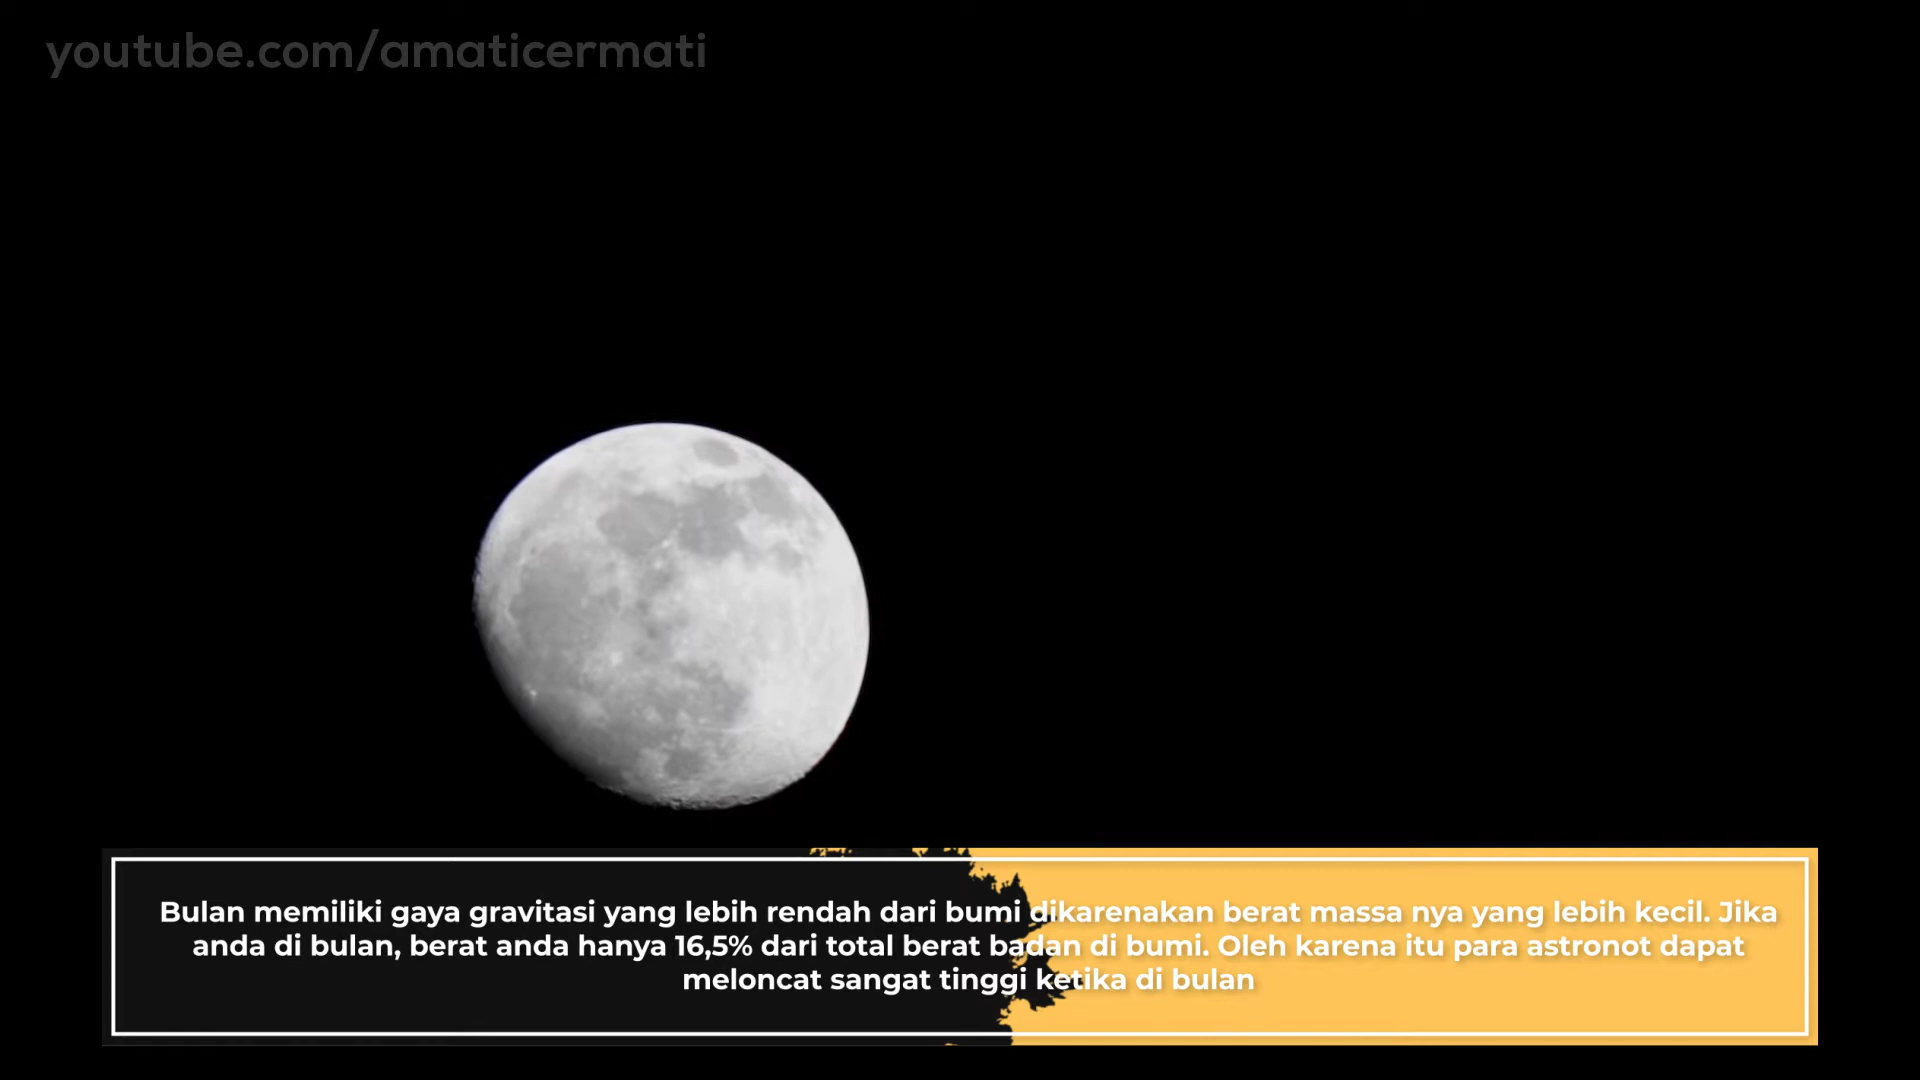 youtube.com/amaticermati
Bulan memiliki gaya gravitasi yang lebih rendah dari bumi dikarenakan berat massa nya yang lebih kecil. Jika
anda di bulan, berat anda hanya 16,5% dari total berat badan di bumi. Oleh karena itu para astronot dapat
meloncat sangat tinggi ketika di bulan